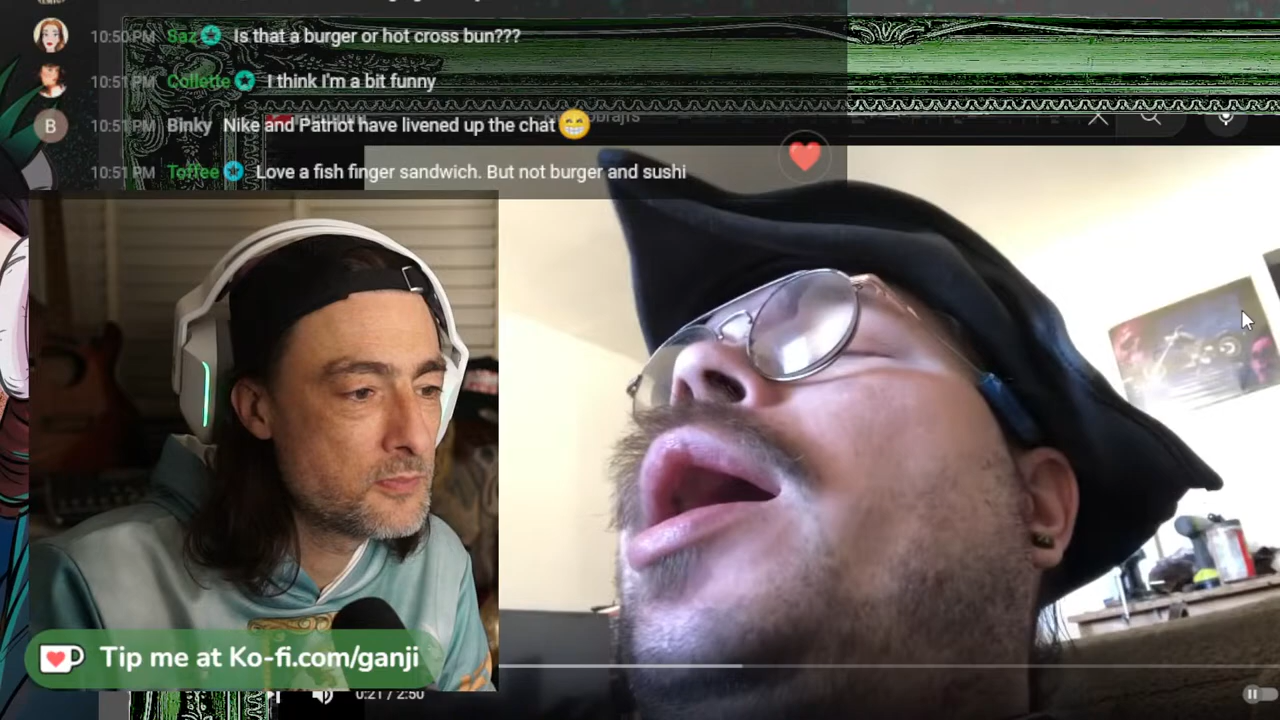 10:50 PM Saz Is that a burger or hot cross bun???
10:51 PM Collette I think I'm a bit funny
10:51 PM B Binky Nike and Patriot have livened up the chat 😁
10:51 PM Toffee Love a fish finger sandwich. But not burger and sushi
Tip me at Ko-fi.com/ganji
0:21 / 2:50